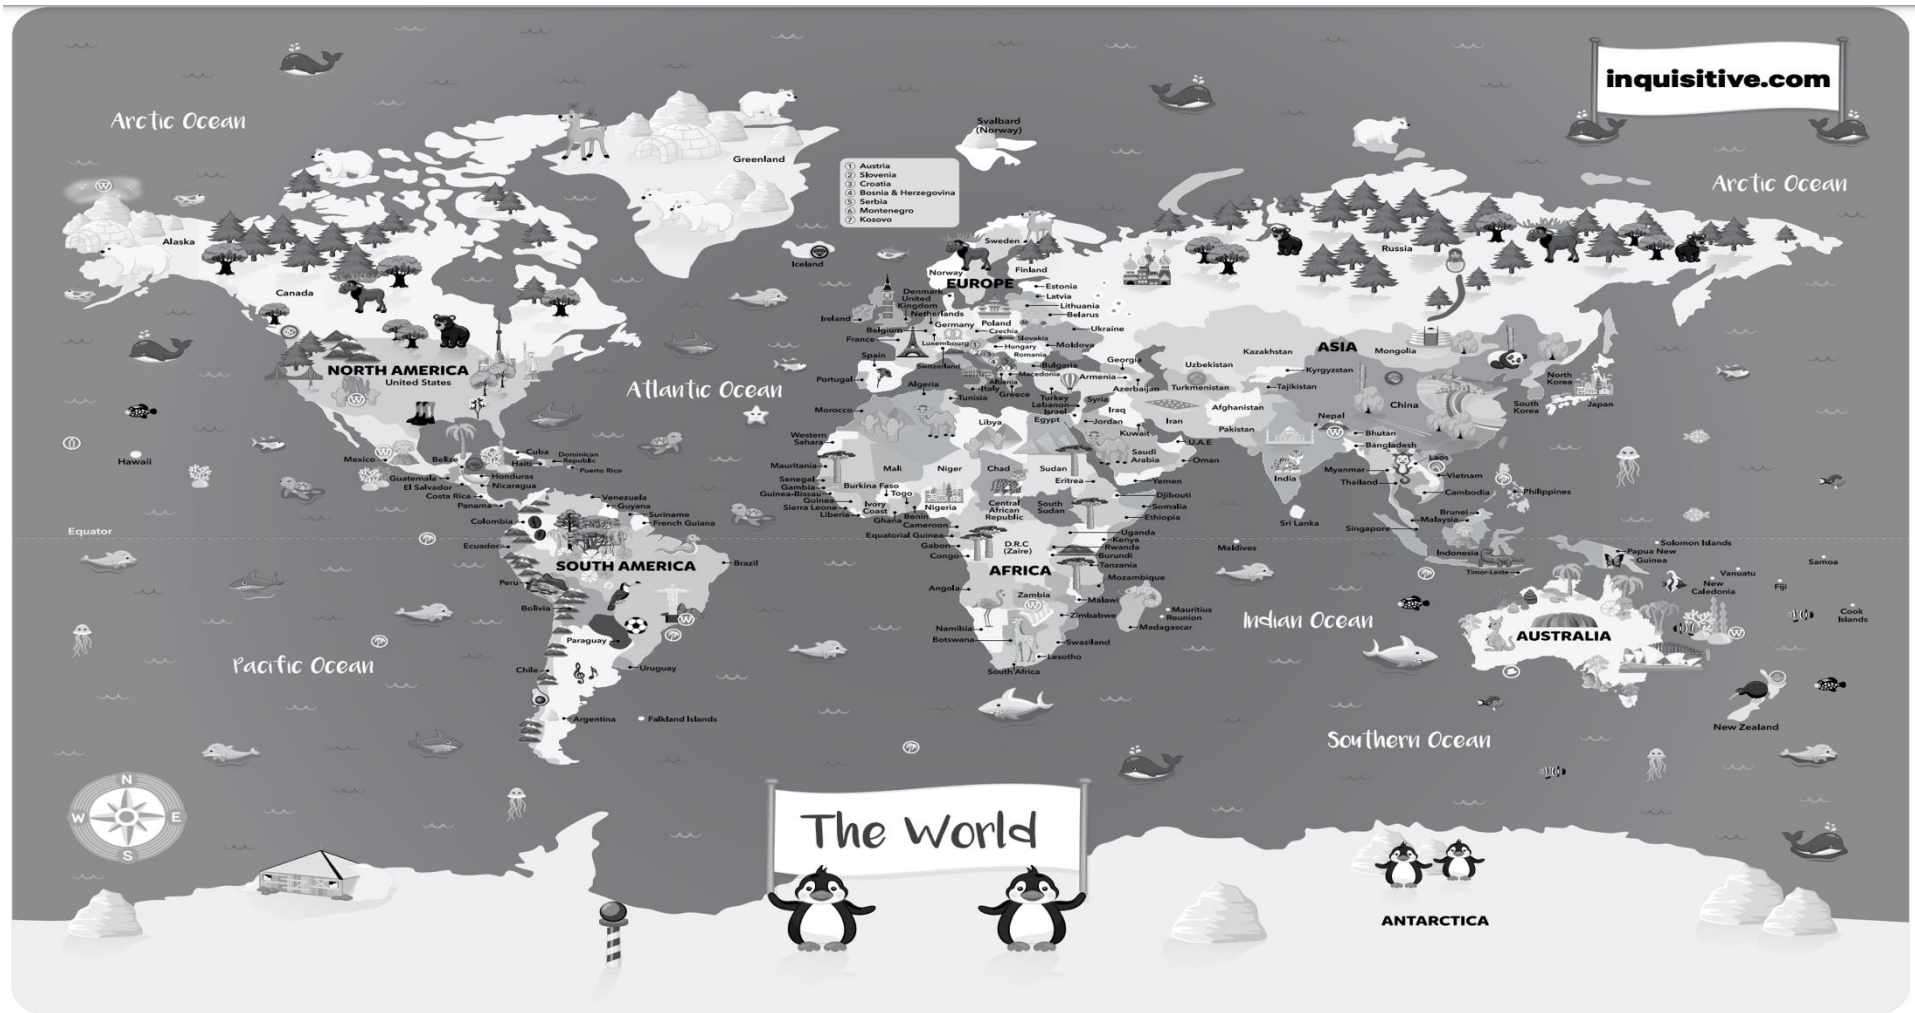 inquisitive.com
Arctic Ocean
Svalbard
(Norway)
Greenland
① Austria
② Slovenia
③ Croatia
④ Bosnia & Herzegovina
⑤ Serbia
⑥ Montenegro
⑦ Kosovo
Arctic Ocean
W
Alaska
Sweden
Russia
Iceland
Norway
Finland
EUROPE
Canada
Denmark
Estonia
Latvia
United
Kingdom
Lithuania
Netherlands
Belarus
Ireland
Germany
Poland
Belgium
Czechia
Ukraine
France
Luxembourg
Slovakia
Hungary
Moldova
Romania
Spain
Switzerland
Bulgaria
Georgia
Kazakhstan
ASIA
Mongolia
NORTH AMERICA
United States
Macedonia
Armenia
Uzbekistan
Kyrgyzstan
North
Korea
Portugal
Algeria
Albania
Italy
Greece
Azerbaijan
Turkmenistan
Tajikistan
Atlantic Ocean
Tunisia
Turkey
Lebanon
Israel
Syria
W
Morocco
Egypt
Iraq
Afghanistan
China
South
Korea
Japan
Libya
Jordan
Iran
Nepal
Western
Sahara
Kuwait
Pakistan
W
Bhutan
U.A.E
Bangladesh
Hawaii
Mexico
W
Belize
Cuba
Haiti
Dominican
Republic
Puerto Rico
Mauritania
Mali
Niger
Chad
Sudan
Saudi
Arabia
Oman
Myanmar
Laos
Guatemala
Honduras
Senegal
Burkina Faso
Eritrea
Yemen
India
Thailand
Vietnam
El Salvador
Nicaragua
Gambia
Guinea-Bissau
Togo
Djibouti
Cambodia
Philippines
Costa Rica
Venezuela
Guinea
Ivory
Coast
Nigeria
Central
African
Republic
South
Sudan
Somalia
Panama
Guyana
Sierra Leone
Liberia
Ghana
Benin
Ethiopia
Sri Lanka
Brunei
Colombia
Suriname
French Guiana
Cameroon
Malaysia
Singapore
Equator
Equatorial Guinea
Uganda
Kenya
Ecuador
Gabon
D.R.C
(Zaire)
Rwanda
Maldives
Solomon Islands
Congo
Burundi
Indonesia
Papua New
Guinea
Samoa
SOUTH AMERICA
Brazil
AFRICA
Tanzania
Timor-Leste
Vanuatu
Peru
Angola
Mozambique
New
Caledonia
Fiji
Zambia
W
Malawi
Bolivia
Zimbabwe
Mauritius
Reunion
Cook
Islands
W
Namibia
Madagascar
Indian Ocean
AUSTRALIA
W
Paraguay
Botswana
Swaziland
Pacific Ocean
Lesotho
Chile
Uruguay
South Africa
Argentina
Falkland Islands
New Zealand
Southern Ocean
N
W
E
S
The World
ANTARCTICA